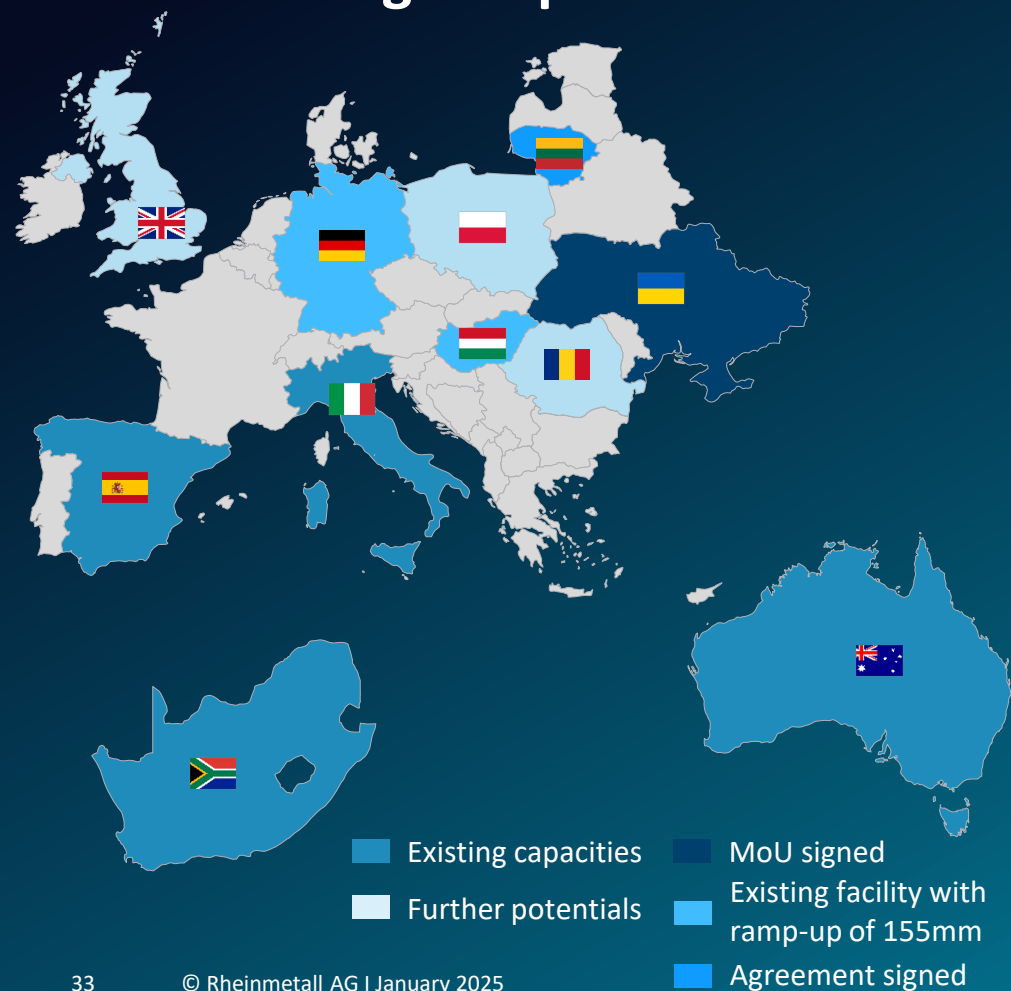 Existing capacities
Further potentials
MoU signed
Existing facility with
ramp-up of 155mm
Agreement signed
33 © Rheinmetall AG I January 2025